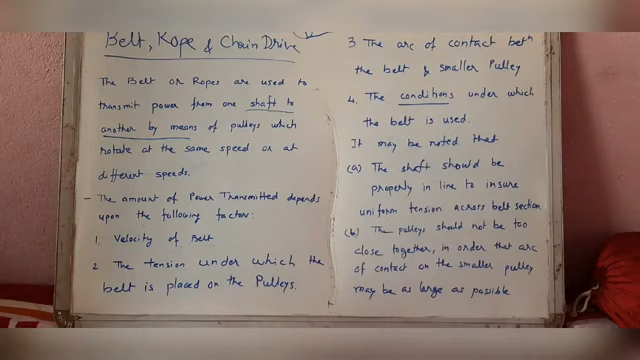 Belt, Rope & Chain Drive
The Belt or Ropes are used to
transmit power from one shaft to
another by means of pulleys which
rotate at the same speed or at
different speeds.
- The amount of Power Transmitted depends
upon the following factor:
1. Velocity of Belt
2 The tension under which the
belt is placed on the Pulleys.
3 The arc of contact beth
the belt & smaller Pulley
4. The conditions under which
the belt is used.
It may be noted that
(a) The shaft should be
properly in line to insure
uniform tension across belt section
(b) The pulleys should not be too
close together, in order that arc
of contact on the smaller pulley
may be as large as possible